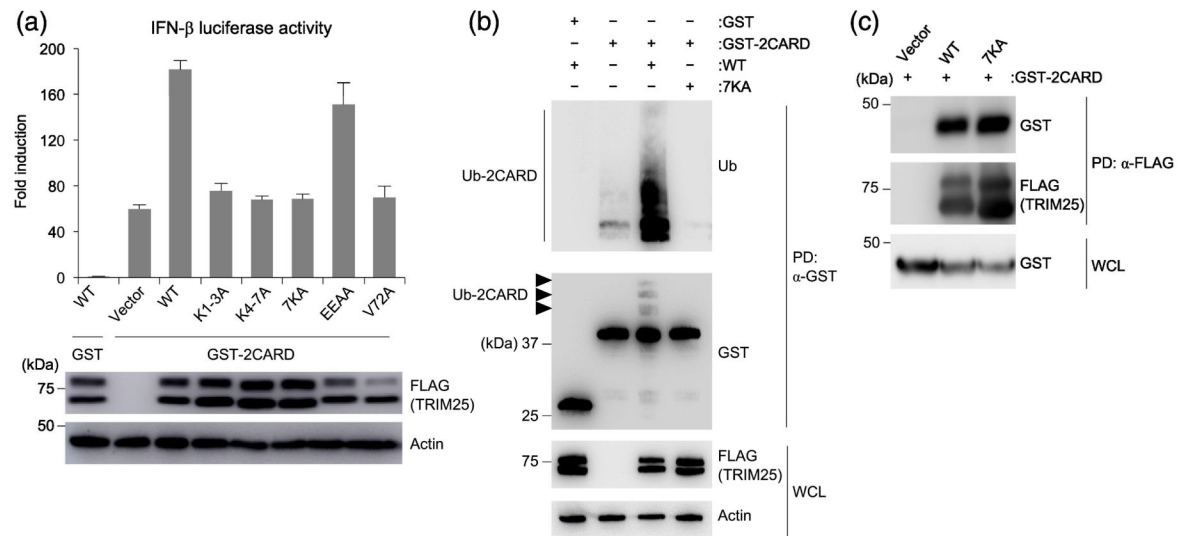 (a)
IFN-β luciferase activity
Fold induction
200
160
120
80
40
0
WT
Vector
WT
K1-3A
K4-7A
7KA
EEAA
V72A
GST
GST-2CARD
(kDa)
75
50
FLAG
(TRIM25)
Actin
(b)
+ – – – :GST
– + + + :GST-2CARD
+ – + – :WT
– – – + :7KA
Ub-2CARD
Ub
Ub-2CARD
(kDa) 37
25
GST
PD:
α-GST
75
FLAG
(TRIM25)
Actin
WCL
(c)
Vector
WT
7KA
(kDa) + + + :GST-2CARD
50
GST
75
FLAG
(TRIM25)
PD: α-FLAG
50
GST
WCL